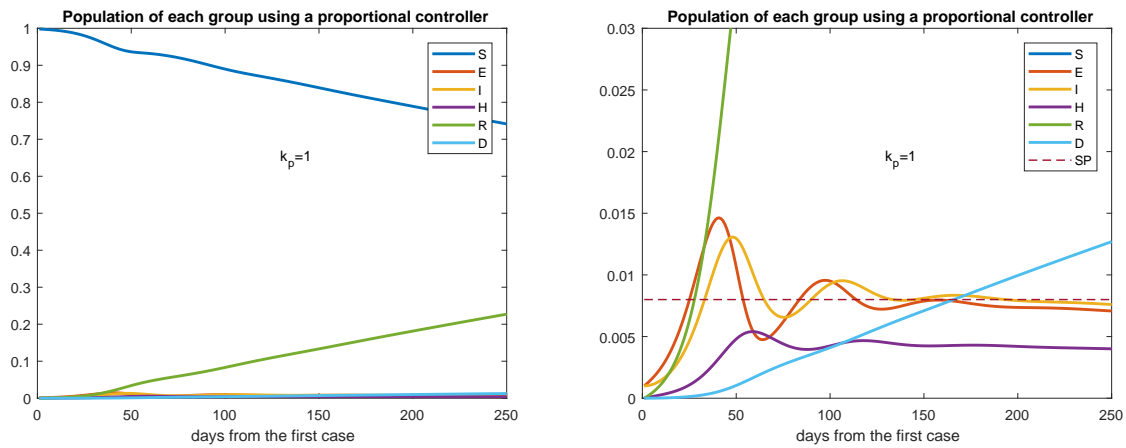 Population of each group using a proportional controller
1
0.9
0.8
0.7
0.6
0.5
0.4
0.3
0.2
0.1
0
0
50
100
150
200
250
S
E
I
H
R
D
k_p=1
days from the first case
Population of each group using a proportional controller
0.03
0.025
0.02
0.015
0.01
0.005
0
0
50
100
150
200
250
S
E
I
H
R
D
SP
k_p=1
days from the first case